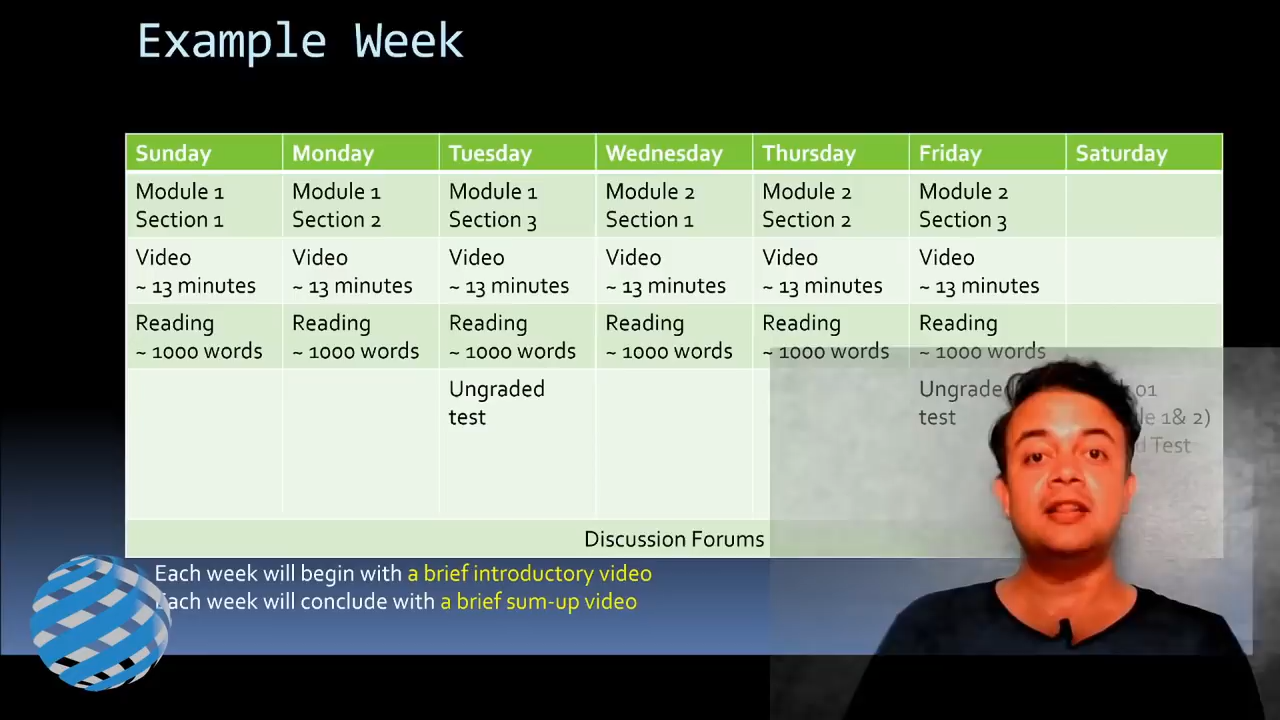 Example Week
Sunday Monday Tuesday Wednesday Thursday Friday Saturday
Module 1 Module 1 Module 1 Module 2 Module 2 Module 2
Section 1 Section 2 Section 3 Section 1 Section 2 Section 3
Video Video Video Video Video Video
~ 13 minutes ~ 13 minutes ~ 13 minutes ~ 13 minutes ~ 13 minutes ~ 13 minutes
Reading Reading Reading Reading Reading Reading
~ 1000 words ~ 1000 words ~ 1000 words ~ 1000 words ~ 1000 words ~ 1000 words
Ungraded 01
test test 1& 2)
Test
Discussion Forums
Each week will begin with a brief introductory video
Each week will conclude with a brief sum-up video